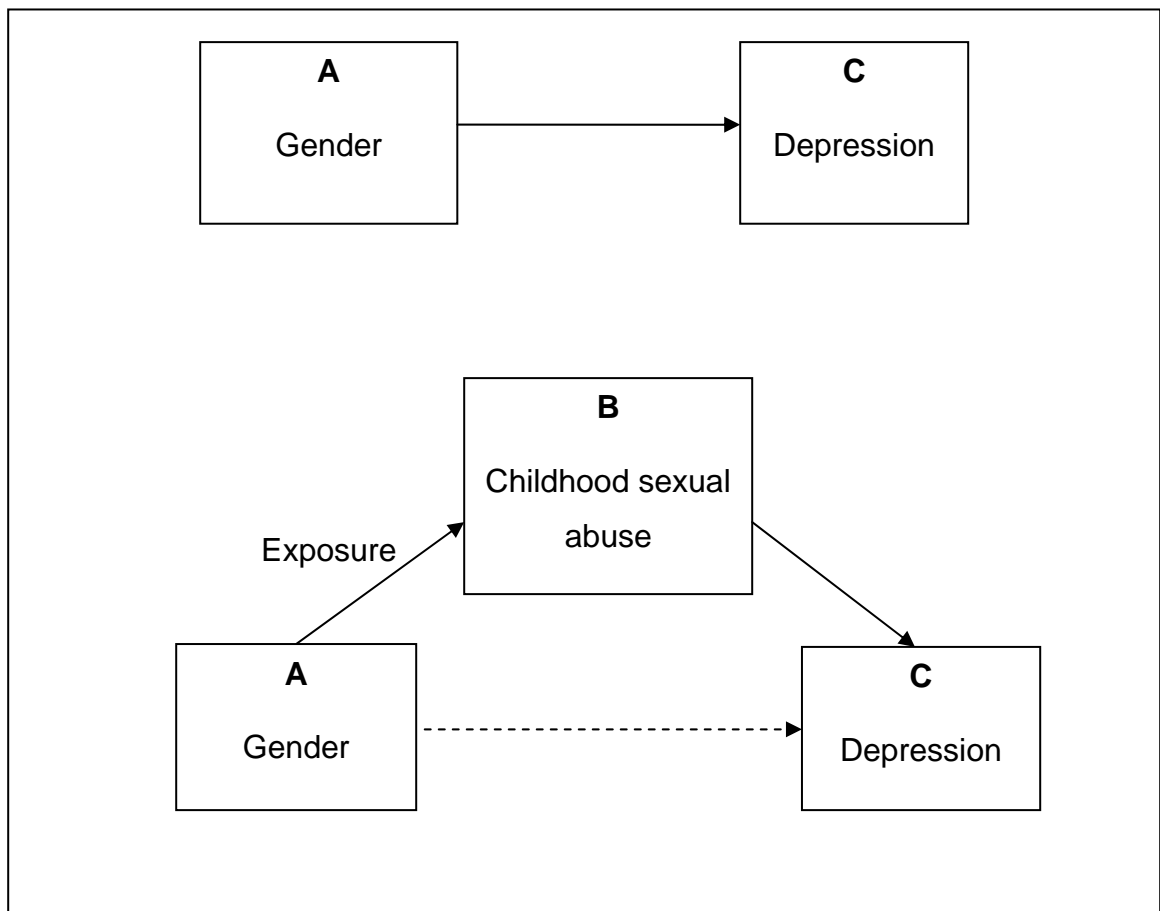 A
Gender
C
Depression
B
Childhood sexual
abuse
Exposure
A
Gender
C
Depression